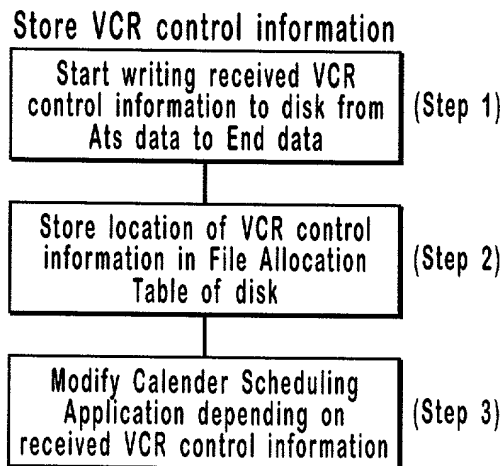 Store VCR control information
Start writing received VCR
control information to disk from
Ats data to End data
(Step 1)
Store location of VCR control
information in File Allocation
Table of disk
(Step 2)
Modify Calender Scheduling
Application depending on
received VCR control information
(Step 3)